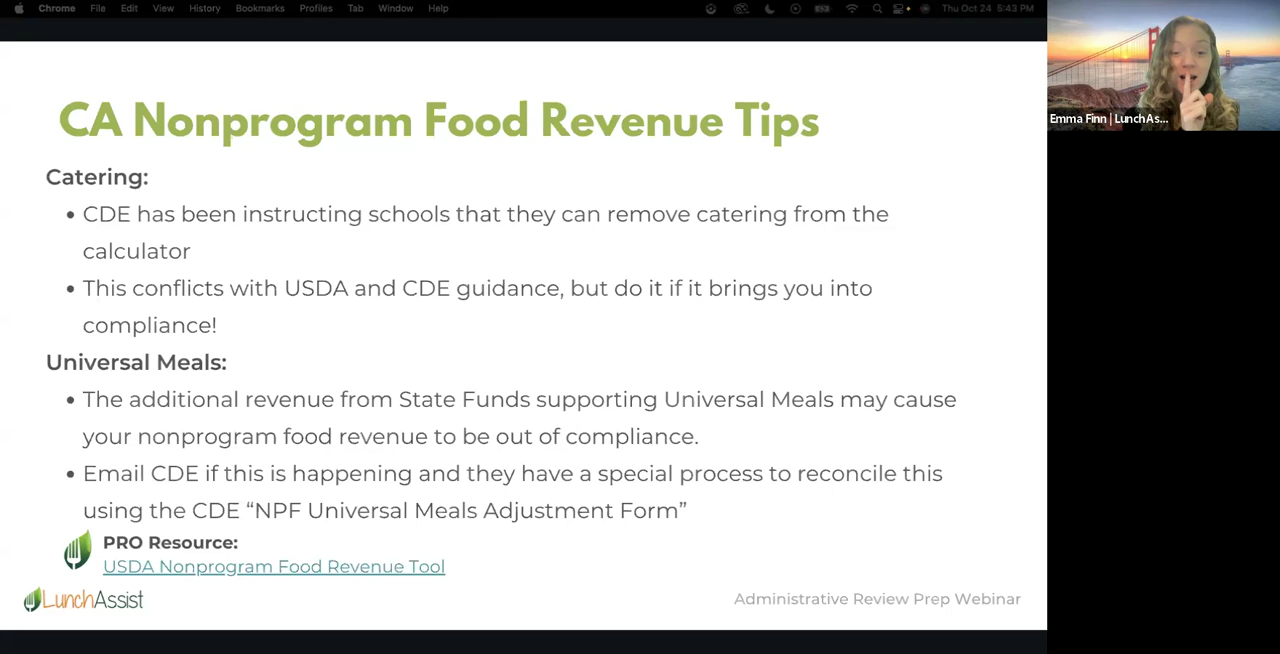 Chrome File Edit View History Bookmarks Profiles Tab Window Help Thu Oct 24 5:43 PM
Emma Finn | LunchAs...
CA Nonprogram Food Revenue Tips
Catering:
• CDE has been instructing schools that they can remove catering from the
calculator
• This conflicts with USDA and CDE guidance, but do it if it brings you into
compliance!
Universal Meals:
• The additional revenue from State Funds supporting Universal Meals may cause
your nonprogram food revenue to be out of compliance.
• Email CDE if this is happening and they have a special process to reconcile this
using the CDE “NPF Universal Meals Adjustment Form”
PRO Resource:
USDA Nonprogram Food Revenue Tool
LunchAssist
Administrative Review Prep Webinar